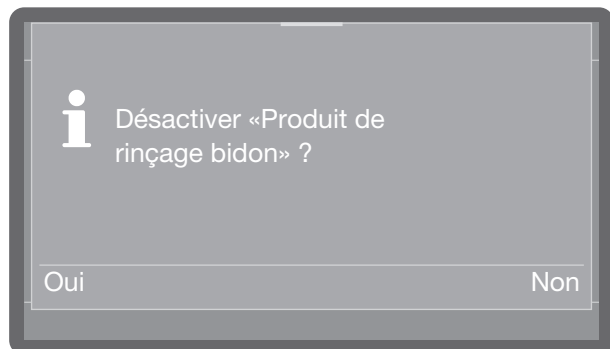 Désactiver «Produit de
rinçage bidon» ?
Oui
Non